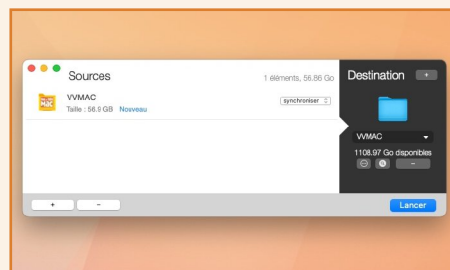 Sources
1 éléments, 56.86 Go
VVMAC
Taille : 56.9 GB Nouveau
synchroniser
Destination +
VVMAC
1108.97 Go disponibles
−
+ −
Lancer